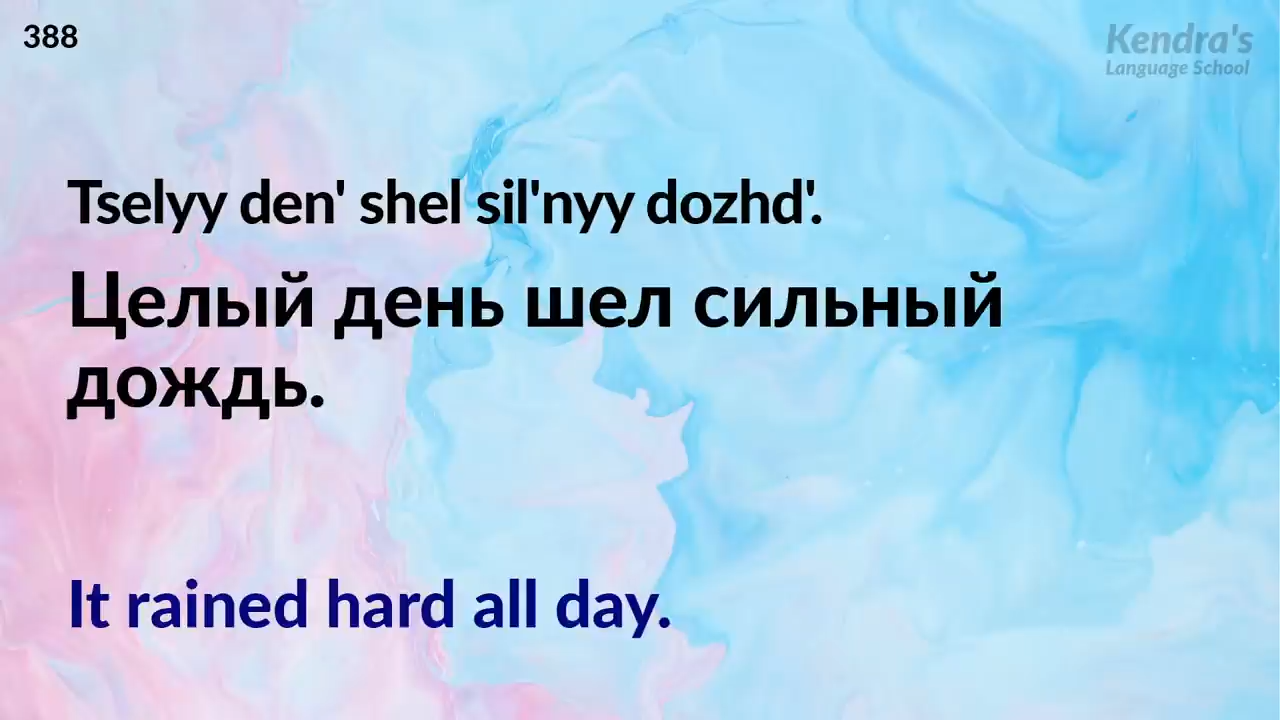 388
Kendra's
Language School
Tselyy den' shel sil'nyy dozhd'.
Целый день шел сильный
дождь.
It rained hard all day.